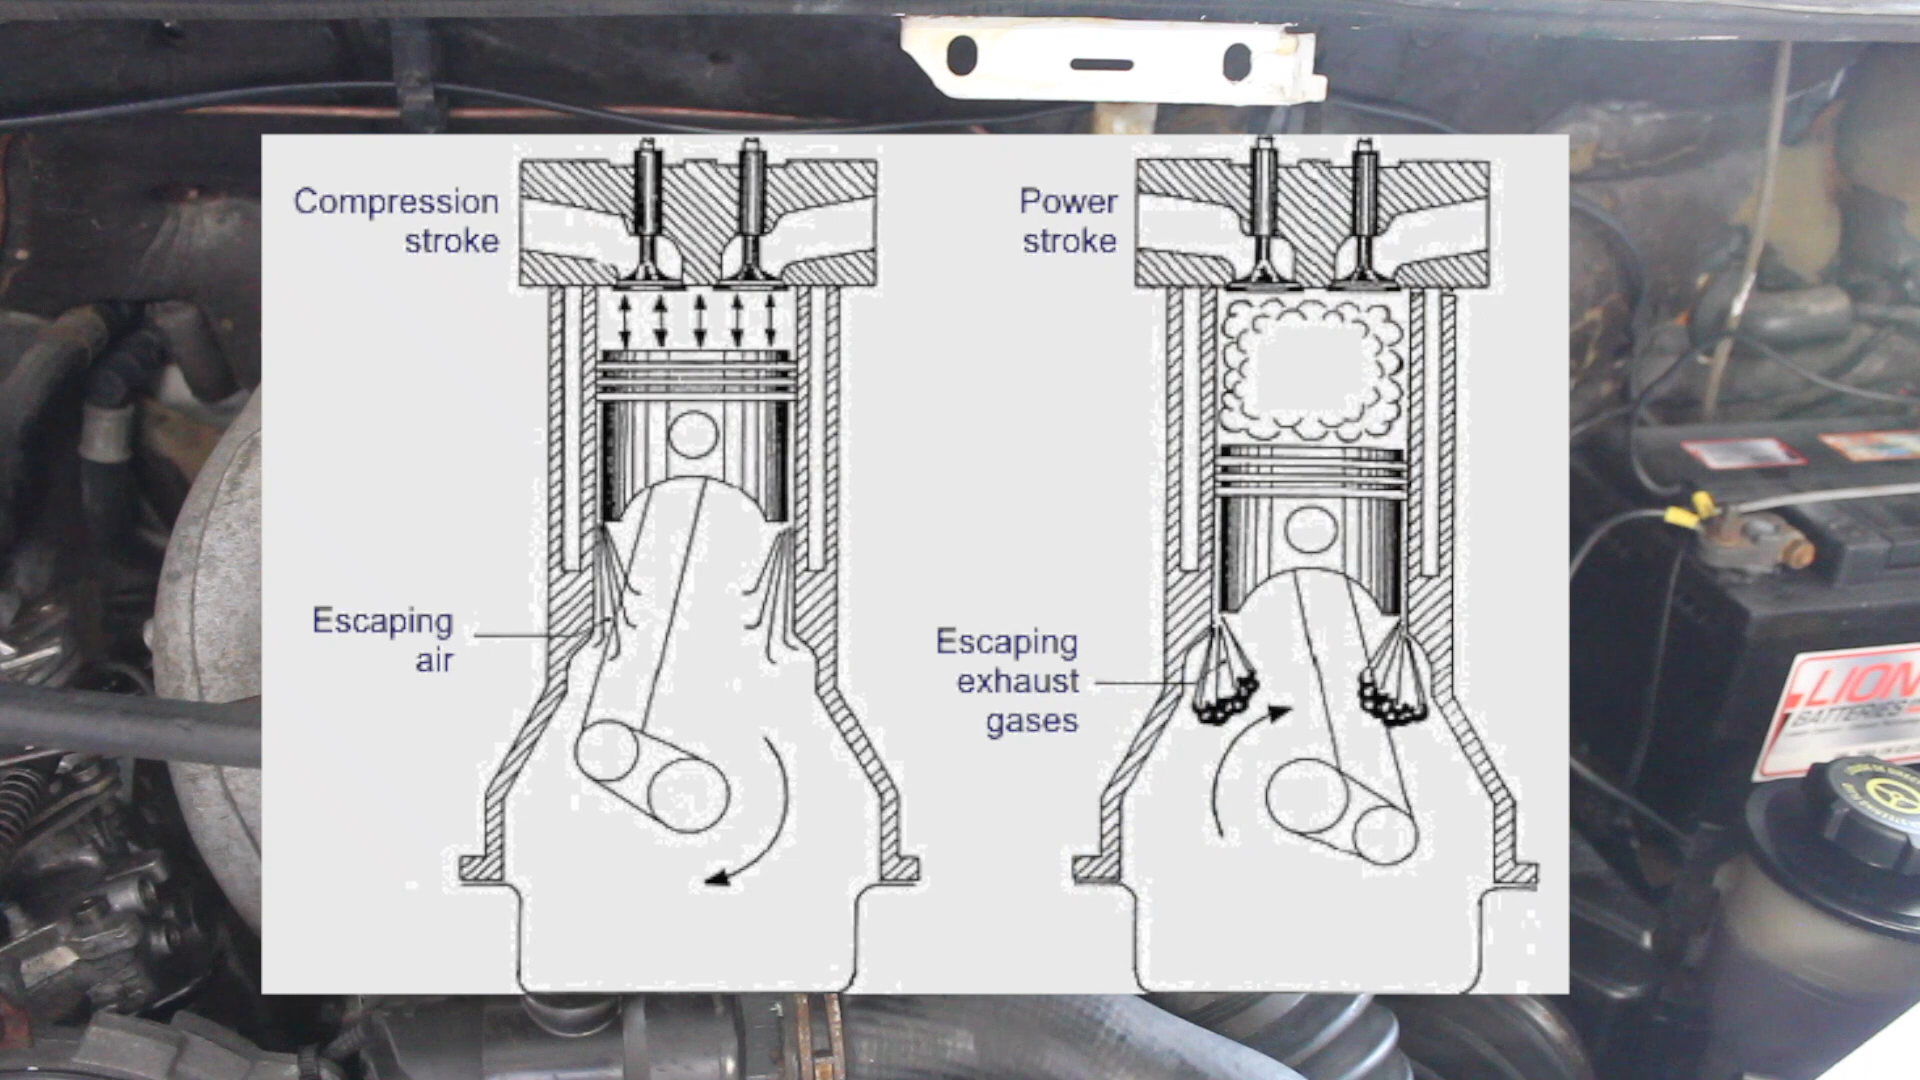 Compression
stroke
Power
stroke
Escaping
air
Escaping
exhaust
gases
LION
BATTERIES